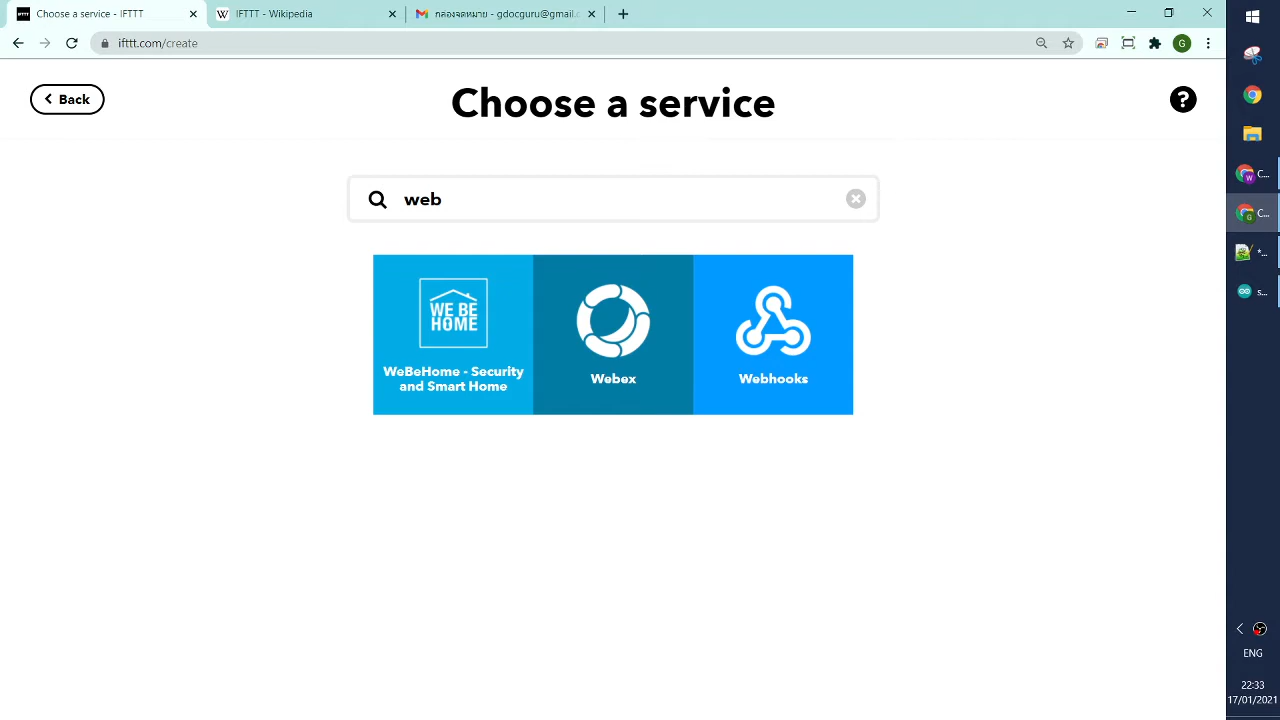 Choose a service - IFTTT
IFTTT - Wikipedia
กล่องจดหมาย - gdocguru@gmail.c
ifttt.com/create
G
Back
Choose a service
?
web
WE BE
HOME
WeBeHome - Security
and Smart Home
Webex
Webhooks
C...
C...
*...
s...
ENG
22:33
17/01/2021